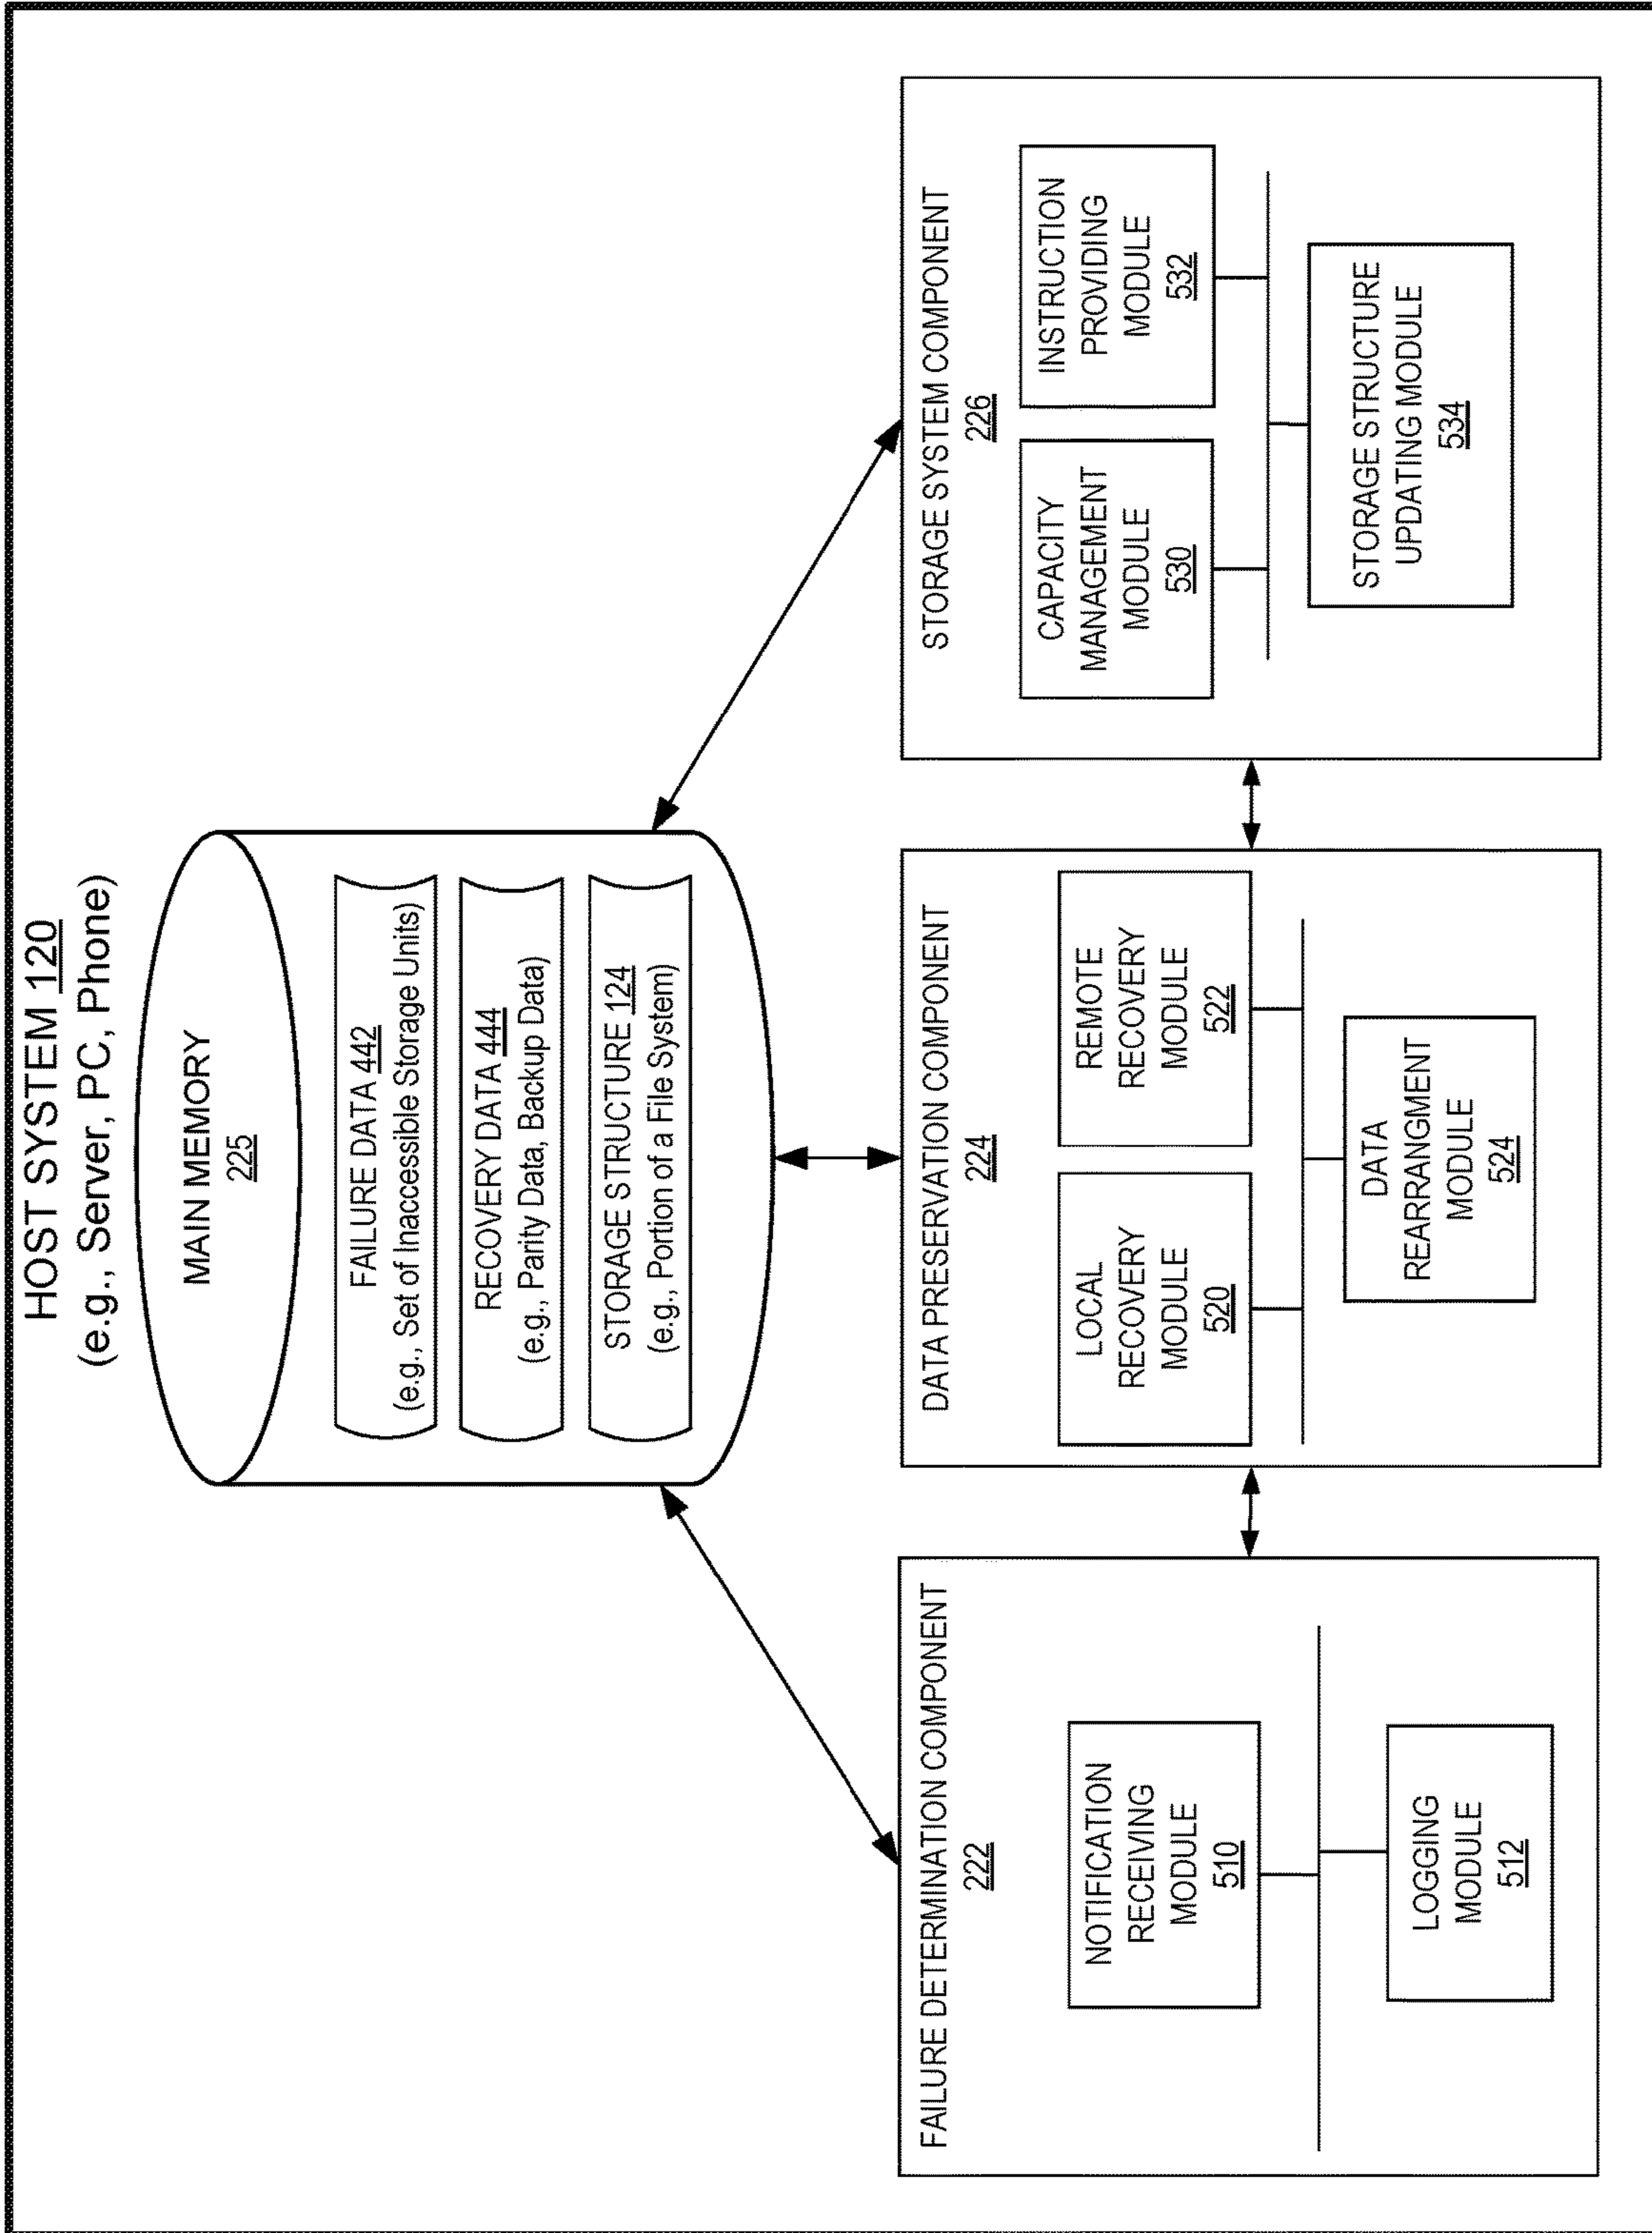 HOST SYSTEM 120
(e.g., Server, PC, Phone)
MAIN MEMORY
225
FAILURE DATA 442
(e.g., Set of Inaccessible Storage Units)
RECOVERY DATA 444
(e.g., Parity Data, Backup Data)
STORAGE STRUCTURE 124
(e.g., Portion of a File System)
FAILURE DETERMINATION COMPONENT
222
NOTIFICATION
RECEIVING
MODULE
510
LOGGING
MODULE
512
DATA PRESERVATION COMPONENT
224
LOCAL
RECOVERY
MODULE
520
REMOTE
RECOVERY
MODULE
522
DATA
REARRANGMENT
MODULE
524
STORAGE SYSTEM COMPONENT
226
CAPACITY
MANAGEMENT
MODULE
530
INSTRUCTION
PROVIDING
MODULE
532
STORAGE STRUCTURE
UPDATING MODULE
534